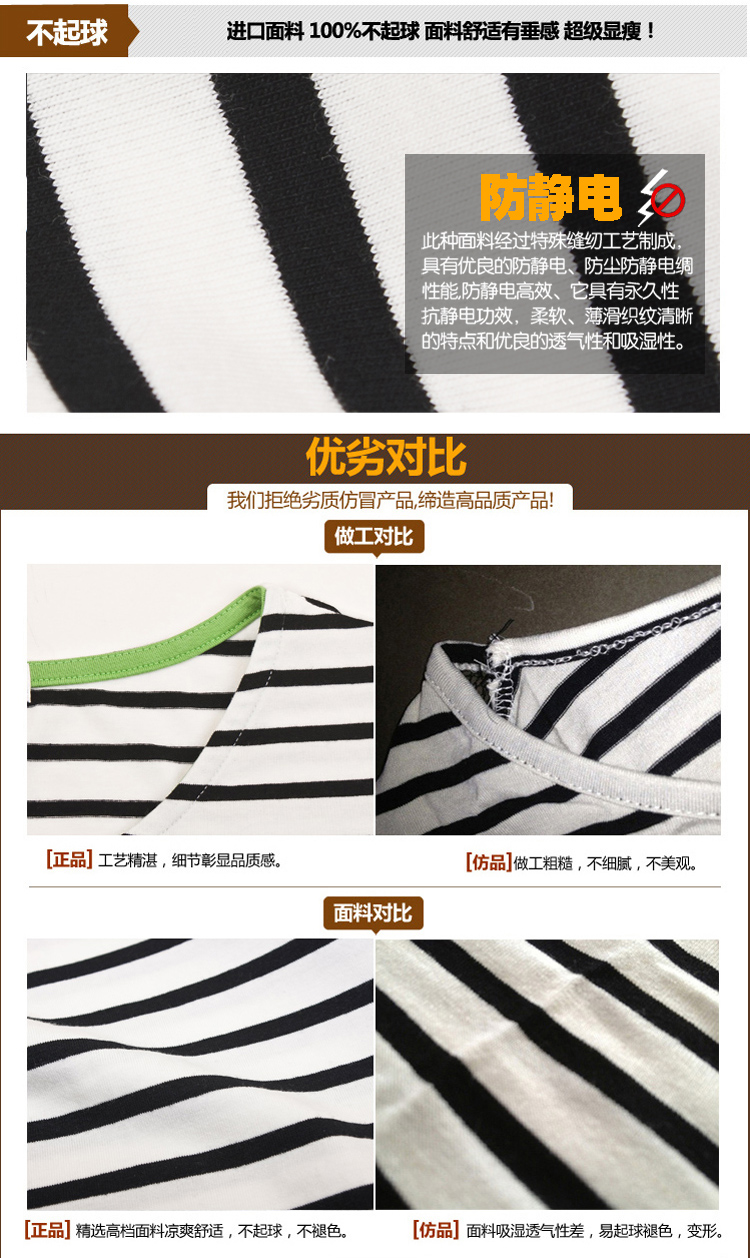 不起球
进口面料 100%不起球 面料舒适有垂感 超级显瘦！
防静电
此种面料经过特殊缝纫工艺制成，
具有优良的防静电、防尘防静电绸
性能,防静电高效、它具有永久性
抗静电功效，柔软、薄滑织纹清晰
的特点和优良的透气性和吸湿性。
优劣对比
我们拒绝劣质仿冒产品,缔造高品质产品!
做工对比
[正品] 工艺精湛，细节彰显品质感。
[仿品]做工粗糙，不细腻，不美观。
面料对比
[正品] 精选高档面料凉爽舒适，不起球，不褪色。
[仿品] 面料吸湿透气性差，易起球褪色，变形。